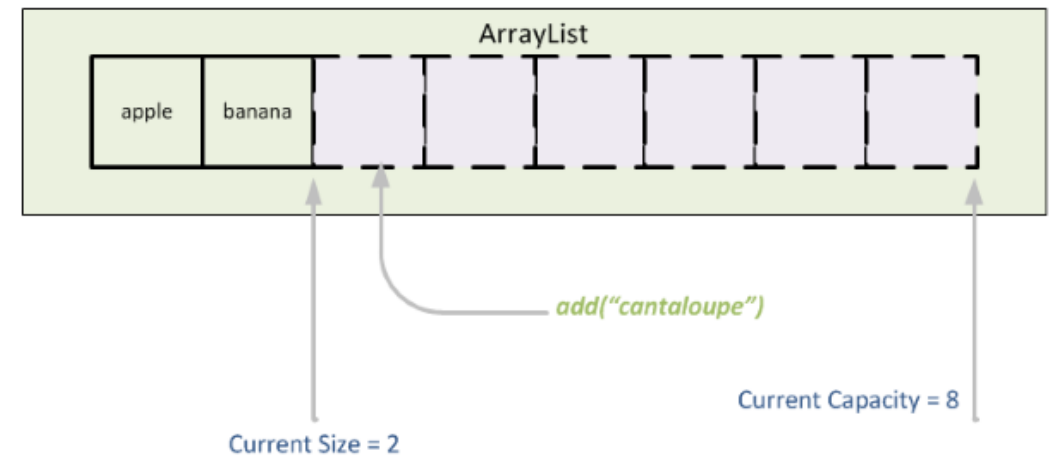 ArrayList
apple
banana
add(“cantaloupe”)
Current Capacity = 8
Current Size = 2